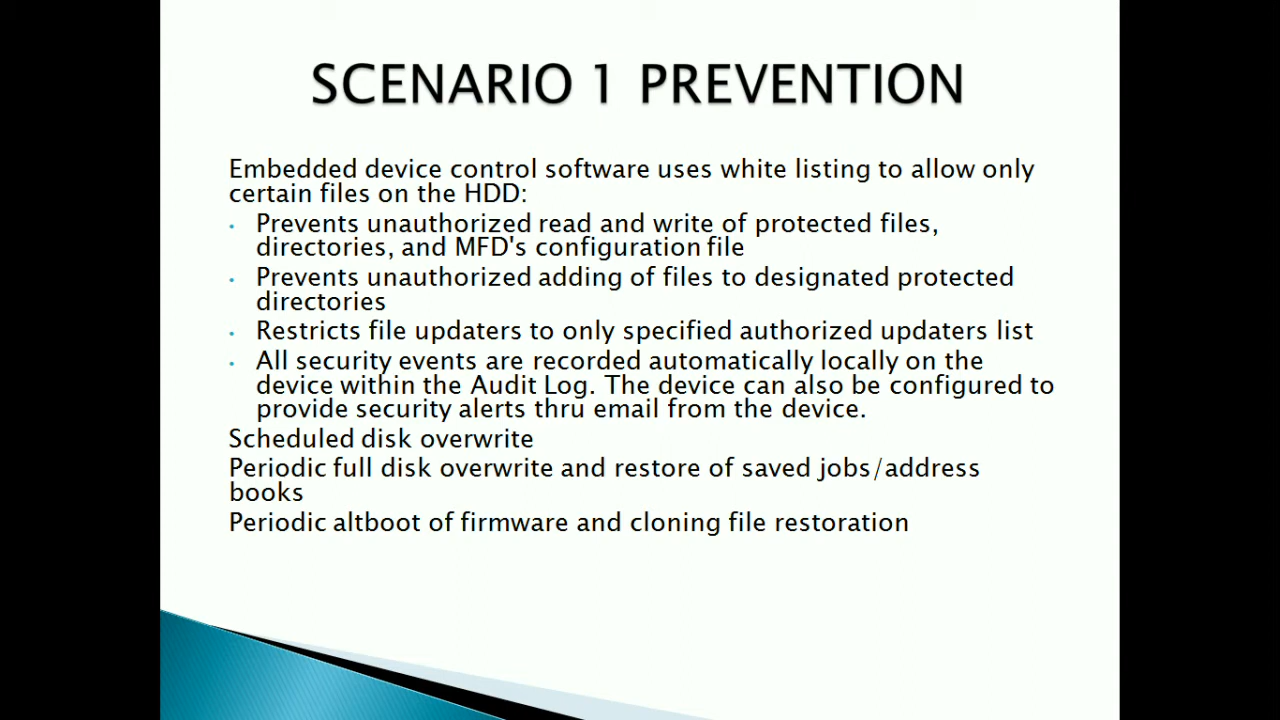 SCENARIO 1 PREVENTION
Embedded device control software uses white listing to allow only
certain files on the HDD:
• Prevents unauthorized read and write of protected files,
directories, and MFD's configuration file
• Prevents unauthorized adding of files to designated protected
directories
• Restricts file updaters to only specified authorized updaters list
• All security events are recorded automatically locally on the
device within the Audit Log. The device can also be configured to
provide security alerts thru email from the device.
Scheduled disk overwrite
Periodic full disk overwrite and restore of saved jobs/address
books
Periodic altboot of firmware and cloning file restoration